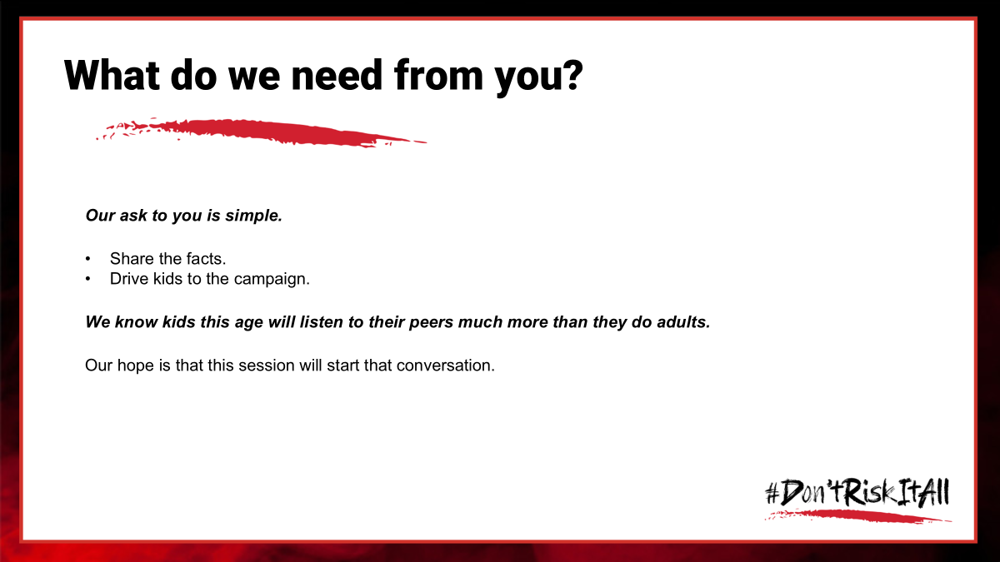 What do we need from you?
Our ask to you is simple.
• Share the facts.
• Drive kids to the campaign.
We know kids this age will listen to their peers much more than they do adults.
Our hope is that this session will start that conversation.
#Don'tRiskItAll